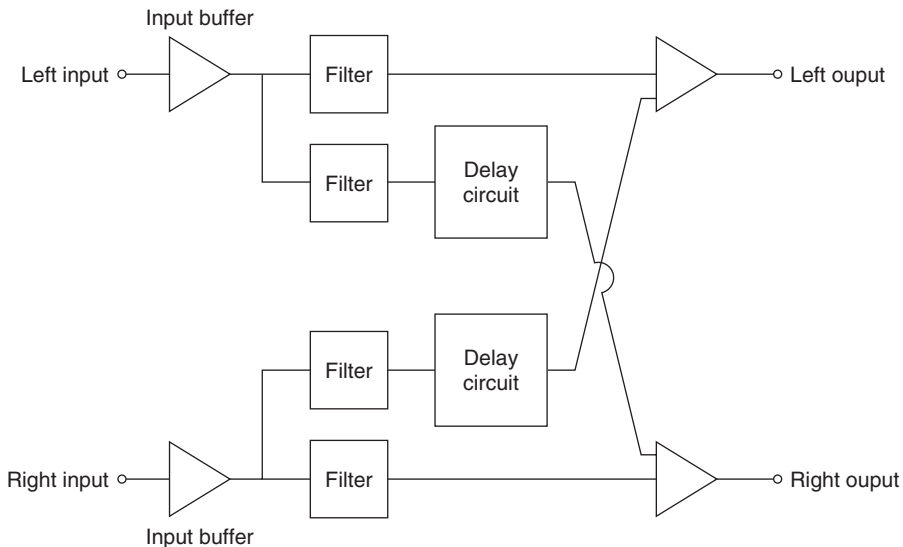 Input buffer
Left input
Filter
Left ouput
Filter
Delay
circuit
Filter
Delay
circuit
Right input
Filter
Right ouput
Input buffer